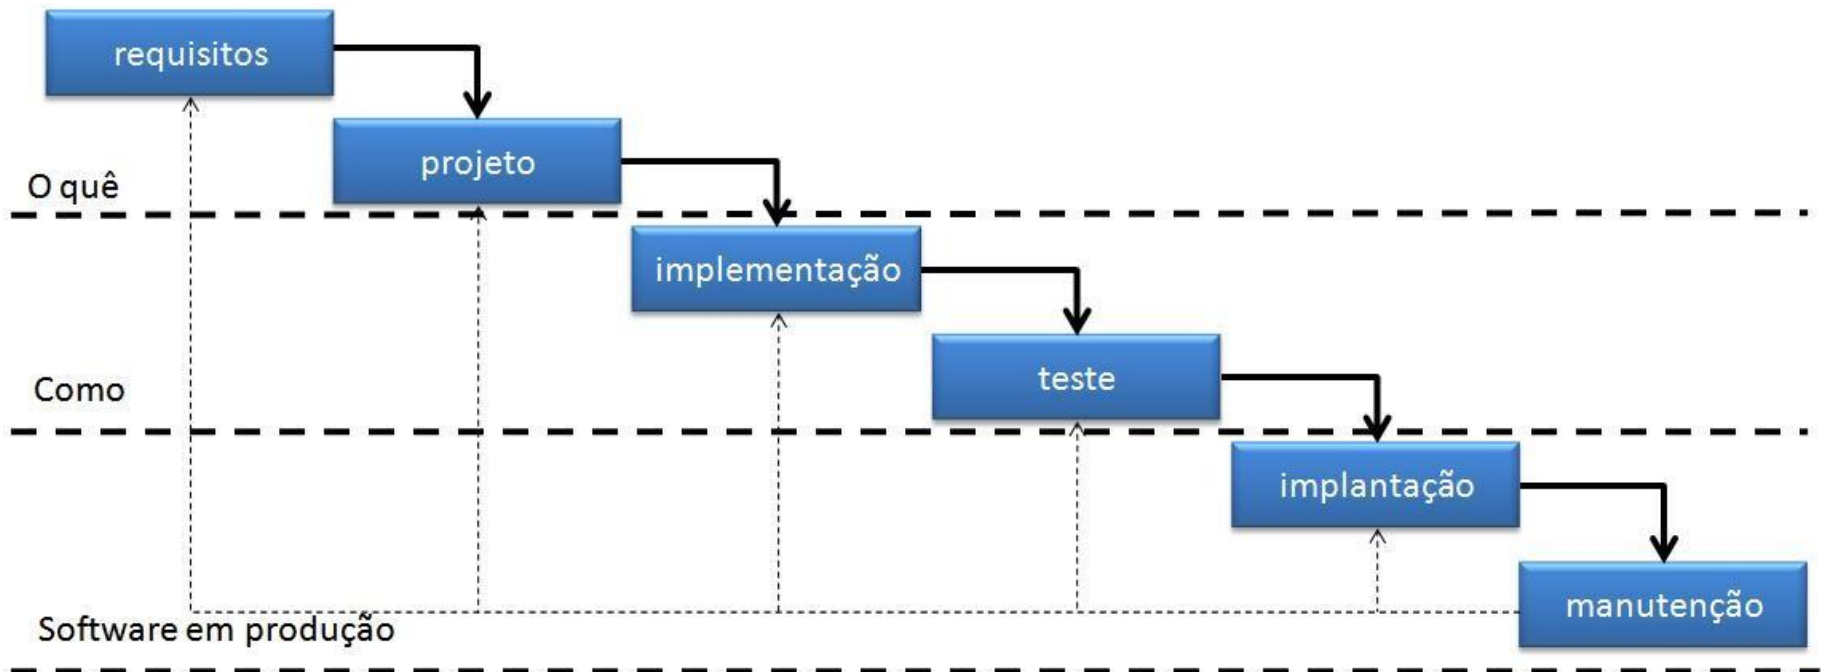 requisitos
projeto
O quê
implementação
teste
Como
implantação
manutenção
Software em produção